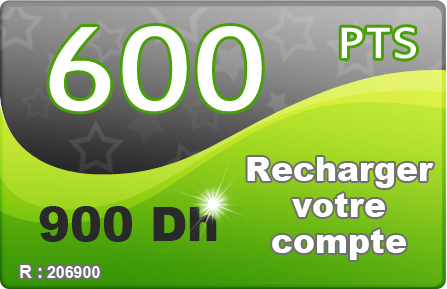 600 PTS
Recharger
votre
900 Dh
compte
R : 206900